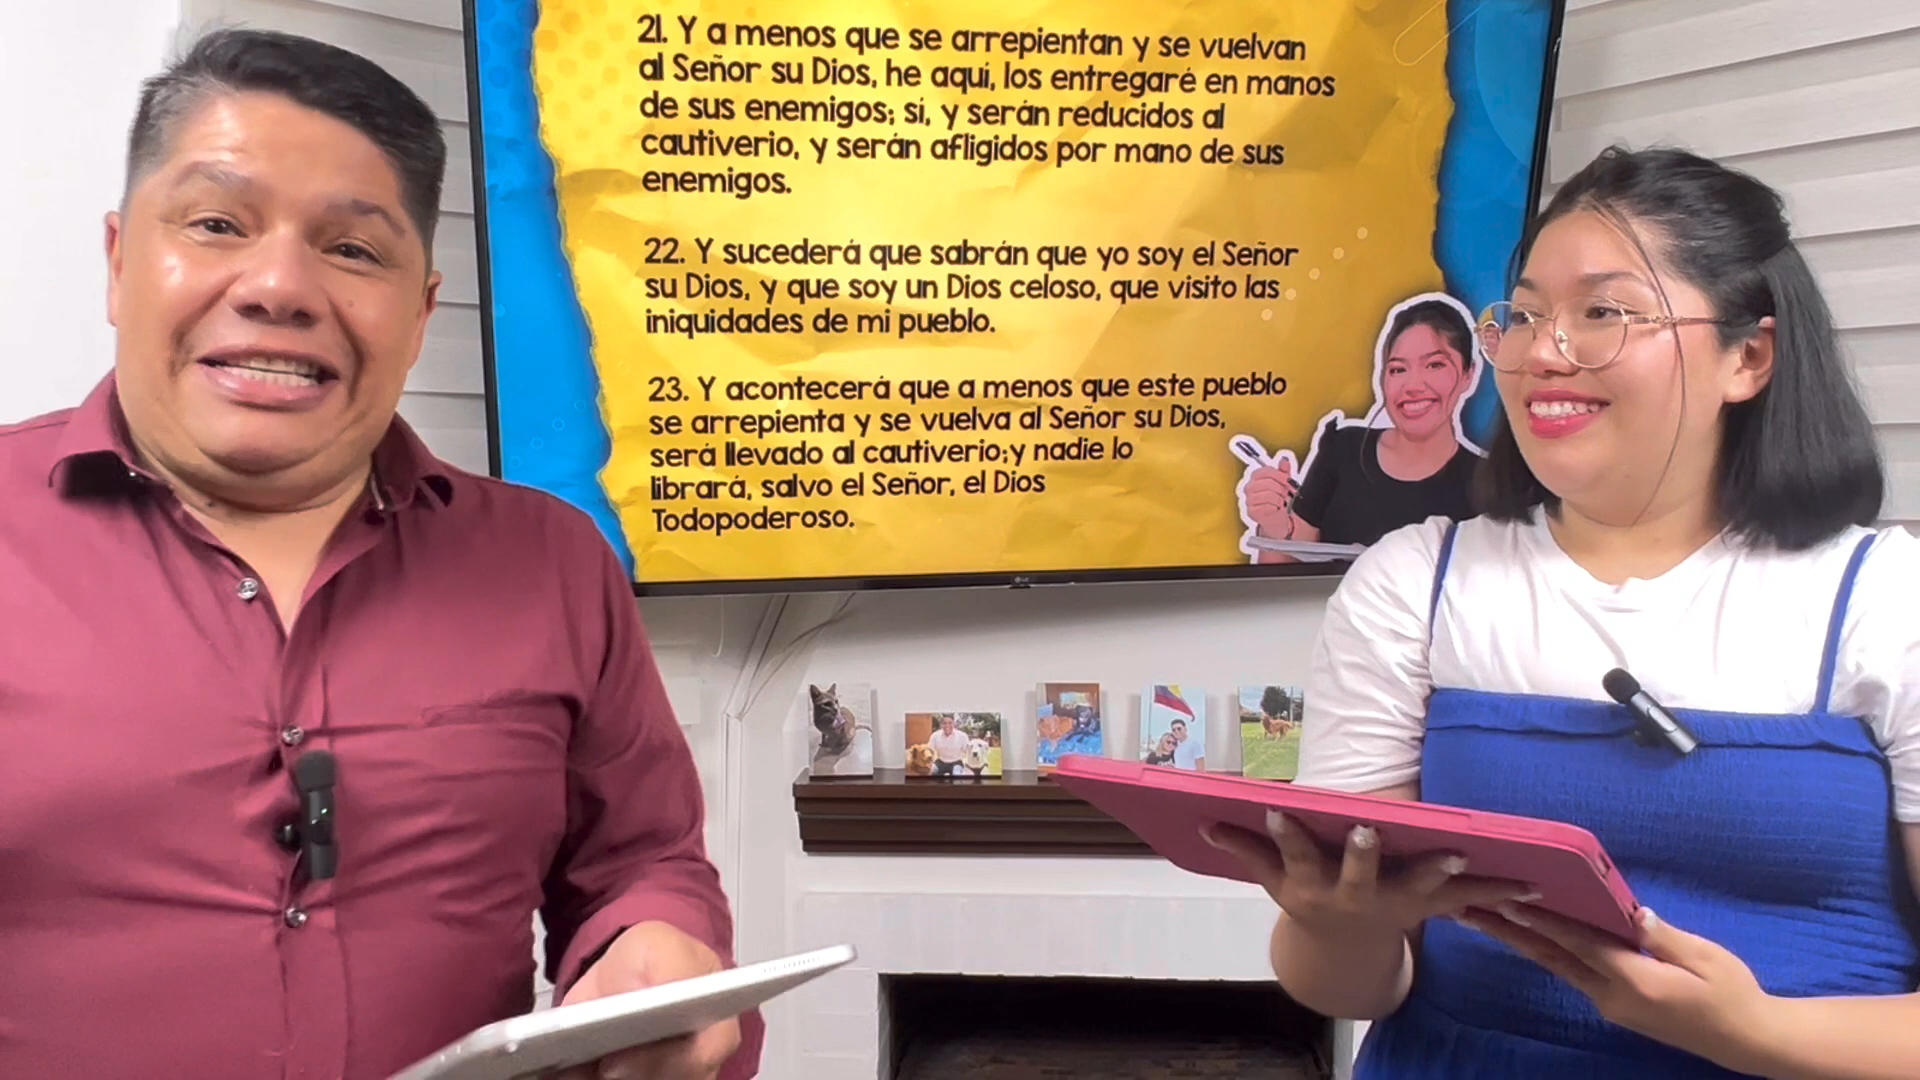 21. Y a menos que se arrepientan y se vuelvan
al Señor su Dios, he aquí, los entregaré en manos
de sus enemigos; sí, y serán reducidos al
cautiverio, y serán afligidos por mano de sus
enemigos.
22. Y sucederá que sabrán que yo soy el Señor
su Dios, y que soy un Dios celoso, que visito las
iniquidades de mi pueblo.
23. Y acontecerá que a menos que este pueblo
se arrepienta y se vuelva al Señor su Dios,
será llevado al cautiverio;y nadie lo
librará, salvo el Señor, el Dios
Todopoderoso.
LG